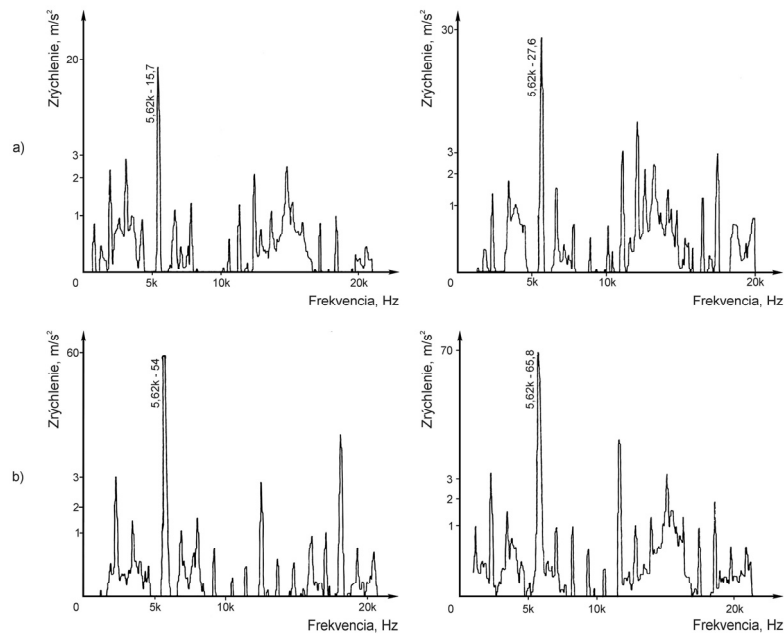 a)
Zrýchlenie, m/s²
20
3
2
1
0
5,62k - 15,7
5k
10k
20k
Frekvencia, Hz
Zrýchlenie, m/s²
30
3
2
1
0
5,62k - 27,6
5k
10k
20k
Frekvencia, Hz
b)
Zrýchlenie, m/s²
60
3
2
1
0
5,62k - 54
5k
10k
20k
Frekvencia, Hz
Zrýchlenie, m/s²
70
3
2
1
0
5,62k - 65,8
5k
10k
20k
Frekvencia, Hz